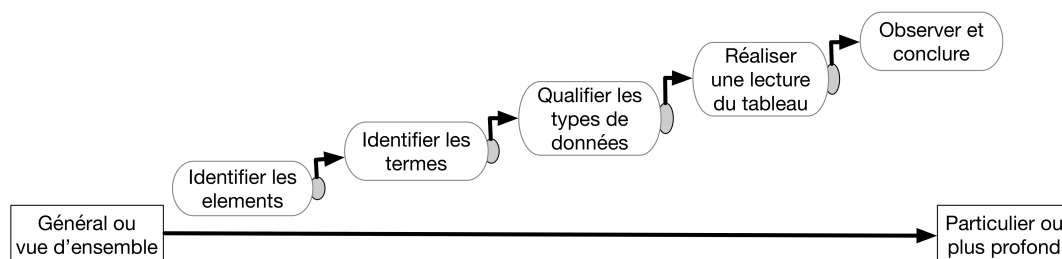 Identifier les
elements
Identifier les
termes
Qualifier les
types de
données
Réaliser
une lecture
du tableau
Observer et
conclure
Général ou
vue d’ensemble
Particulier ou
plus profond